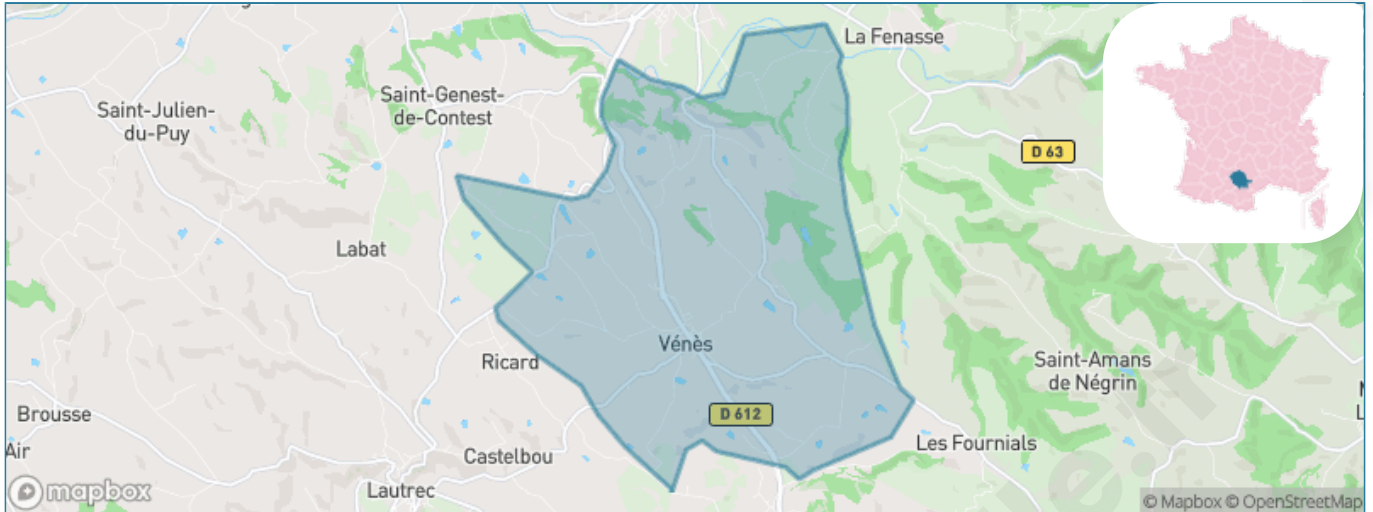 La Fenasse
Saint-Genest-
de-Contest
Saint-Julien-
du-Puy
D 63
Labat
Vénès
Ricard
Saint-Amans
de Négrin
D 612
Brousse
Air
Les Fournials
Castelbou
Lautrec
mapbox
© Mapbox © OpenStreetMap